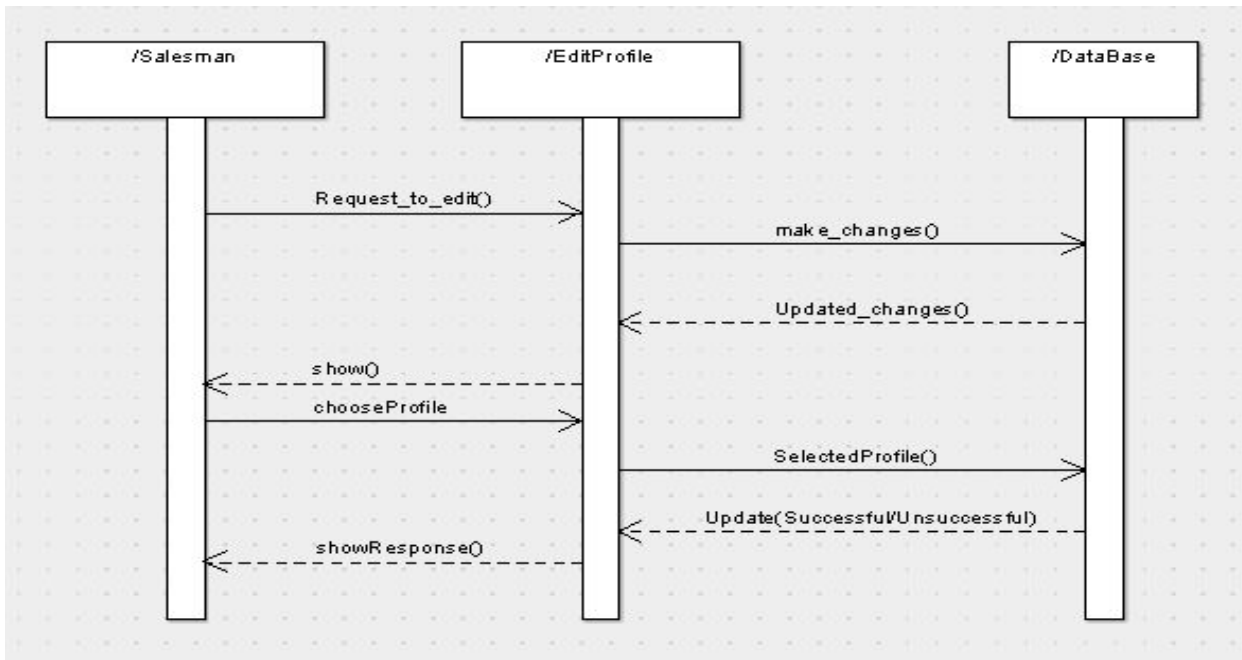 /Salesman
/EditProfile
/DataBase
Request_to_edit()
make_changes()
Updated_changes()
show()
chooseProfile
SelectedProfile()
Update(Successful/Unsuccessful)
showResponse()